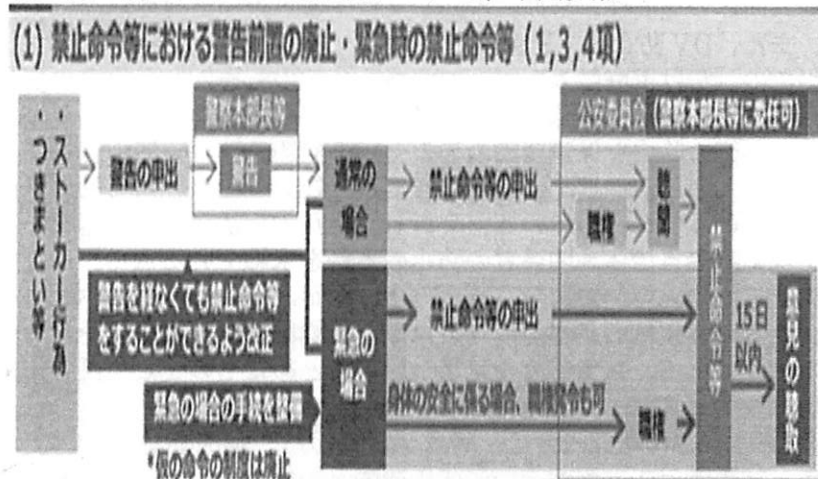 (1) 禁止命令等における警告前置の廃止・緊急時の禁止命令等（1,3,4項）
・ストーカー行為
・つきまとい等
警告の申出
警察本部長等
警告
警告を経なくても禁止命令等
をすることができるよう改正
緊急の場合の手続を整備
*仮の命令の制度は廃止
通常の
場合
禁止命令等の申出
職権
聴聞
緊急の
場合
禁止命令等の申出
身体の安全に係る場合、職権発令も可
職権
公安委員会（警察本部長等に委任可）
禁止命令等
15日
以内
意見の聴取